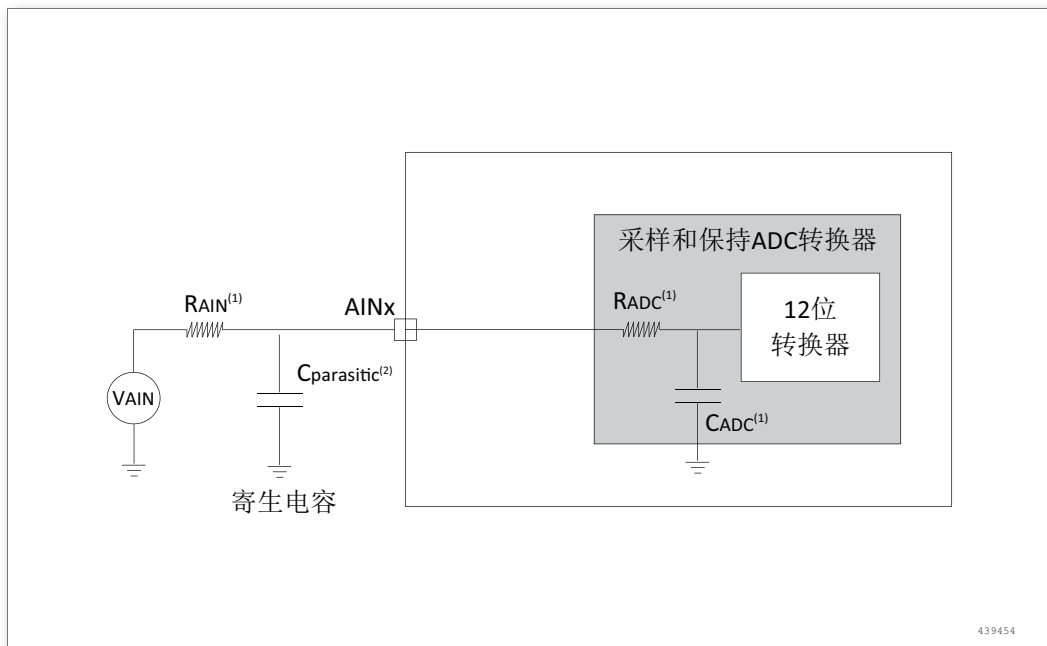 采样和保持ADC转换器
RAIN(1)
AINx
RADC(1)
12位
转换器
VAIN
Cparasitic(2)
CADC(1)
寄生电容
439454